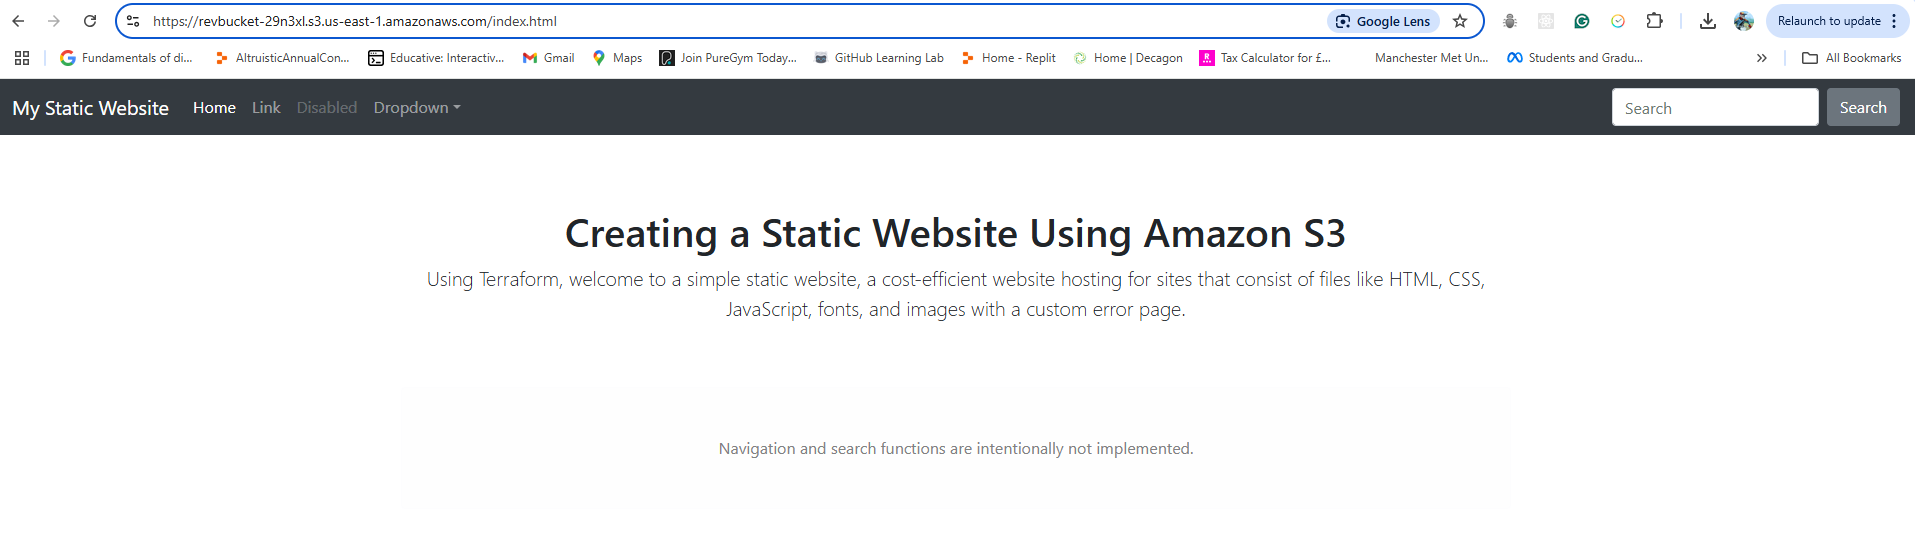 https://revbucket-29n3xl.s3.us-east-1.amazonaws.com/index.html Google Lens Relaunch to update
Fundamentals of di... AltruisticAnnualCon... Educative: Interactiv... Gmail Maps Join PureGym Today... GitHub Learning Lab Home - Replit Home | Decagon Tax Calculator for £... Manchester Met Un... Students and Gradu... » All Bookmarks
My Static Website Home Link Disabled Dropdown Search Search
Creating a Static Website Using Amazon S3
Using Terraform, welcome to a simple static website, a cost-efficient website hosting for sites that consist of files like HTML, CSS,
JavaScript, fonts, and images with a custom error page.
Navigation and search functions are intentionally not implemented.